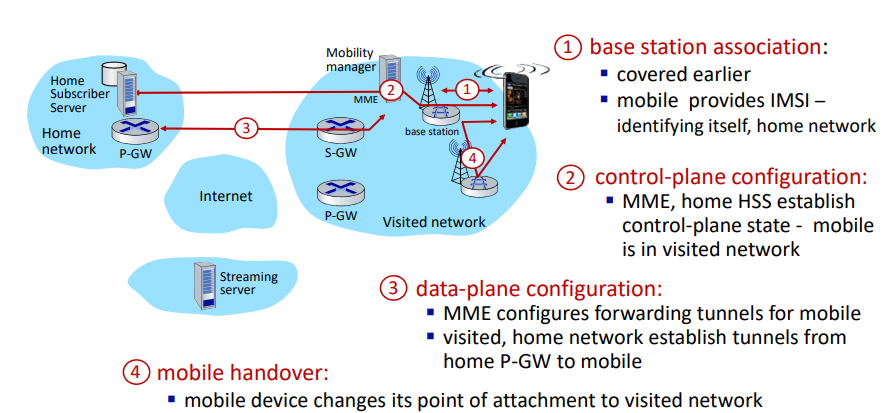 Home
Subscriber
Server
Home
network
P-GW
Mobility
manager
MME
base station
S-GW
P-GW
Visited network
Internet
Streaming
server
1
2
3
4
1 base station association:
▪ covered earlier
▪ mobile provides IMSI –
identifying itself, home network
2 control-plane configuration:
▪ MME, home HSS establish
control-plane state - mobile
is in visited network
3 data-plane configuration:
▪ MME configures forwarding tunnels for mobile
▪ visited, home network establish tunnels from
home P-GW to mobile
4 mobile handover:
▪ mobile device changes its point of attachment to visited network